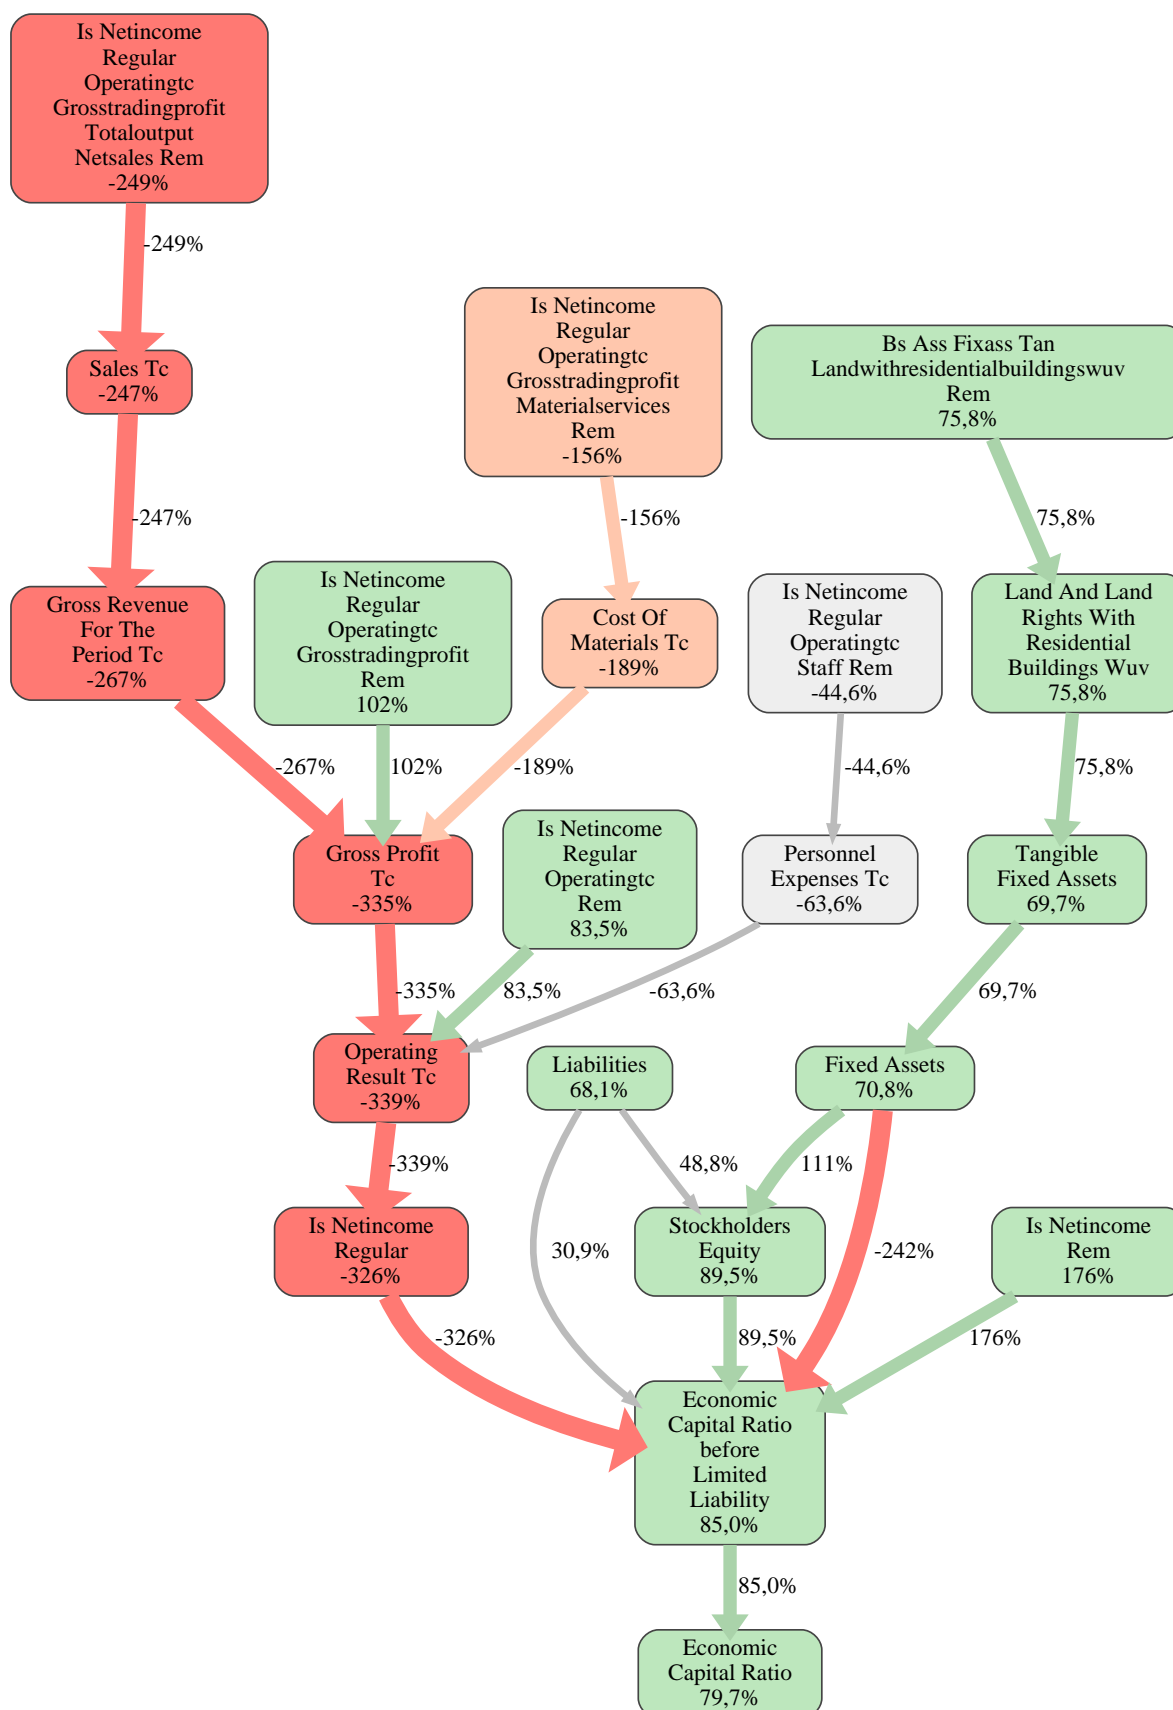 Is Netincome
Regular
Operatingtc
Grosstradingprofit
Totaloutput
Netsales Rem
-249%
-249%
Is Netincome
Regular
Operatingtc
Grosstradingprofit
Materialservices
Rem
-156%
Bs Ass Fixass Tan
Landwithresidentialbuildingswuv
Rem
75,8%
Sales Tc
-247%
-247%
-156%
75,8%
Gross Revenue
For The
Period Tc
-267%
Is Netincome
Regular
Operatingtc
Grosstradingprofit
Rem
102%
Cost Of
Materials Tc
-189%
Is Netincome
Regular
Operatingtc
Staff Rem
-44,6%
Land And Land
Rights With
Residential
Buildings Wuv
75,8%
-267%
102%
-189%
-44,6%
75,8%
Gross Profit
Tc
-335%
Is Netincome
Regular
Operatingtc
Rem
83,5%
Personnel
Expenses Tc
-63,6%
Tangible
Fixed Assets
69,7%
-335%
83,5%
-63,6%
69,7%
Operating
Result Tc
-339%
Liabilities
68,1%
Fixed Assets
70,8%
-339%
48,8%
111%
30,9%
-242%
Is Netincome
Regular
-326%
Stockholders
Equity
89,5%
Is Netincome
Rem
176%
-326%
89,5%
176%
Economic
Capital Ratio
before
Limited
Liability
85,0%
85,0%
Economic
Capital Ratio
79,7%